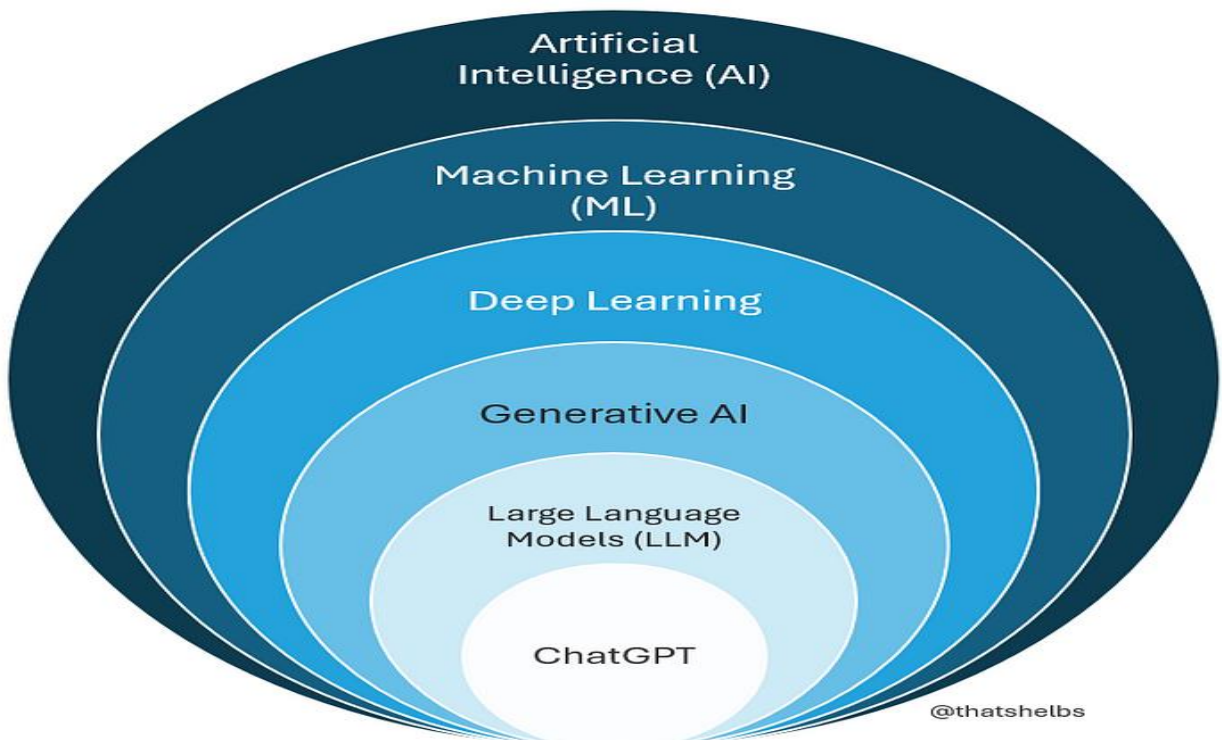 Artificial
Intelligence (AI)
Machine Learning
(ML)
Deep Learning
Generative AI
Large Language
Models (LLM)
ChatGPT
@thatshelbs